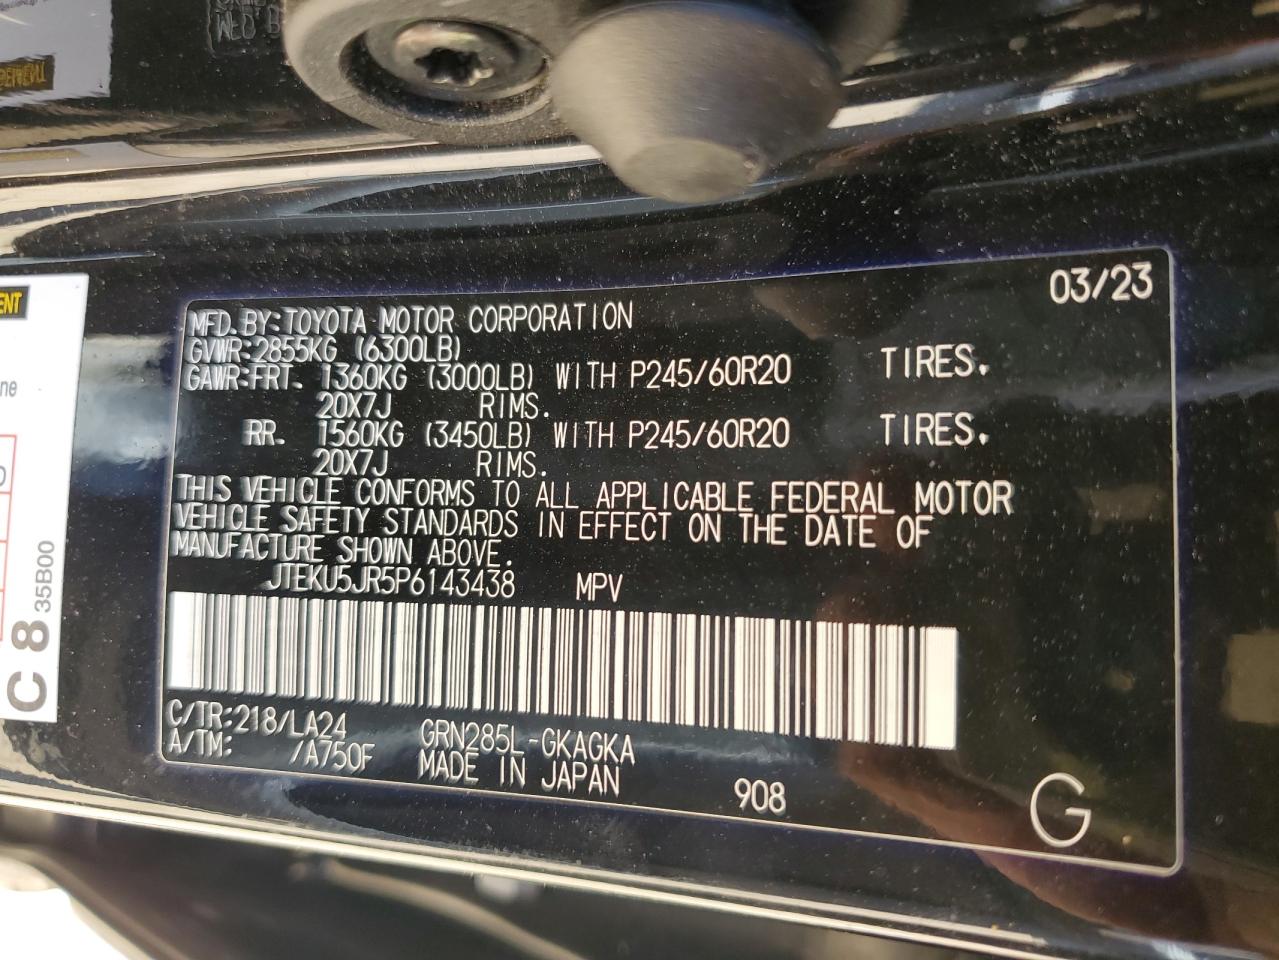 03/23
MFD. BY: TOYOTA MOTOR CORPORATION
GVWR: 2855KG (6300LB)
GAWR: FRT. 1360KG (3000LB) WITH P245/60R20 TIRES.
20X7J RIMS.
RR. 1560KG (3450LB) WITH P245/60R20 TIRES.
20X7J RIMS.
THIS VEHICLE CONFORMS TO ALL APPLICABLE FEDERAL MOTOR
VEHICLE SAFETY STANDARDS IN EFFECT ON THE DATE OF
MANUFACTURE SHOWN ABOVE.
JTEKU5JR5P6143438 MPV
C/TR: 218/LA24 GRN285L-GKAGKA
A/TM: /A750F MADE IN JAPAN
908 G
C 8 35B00